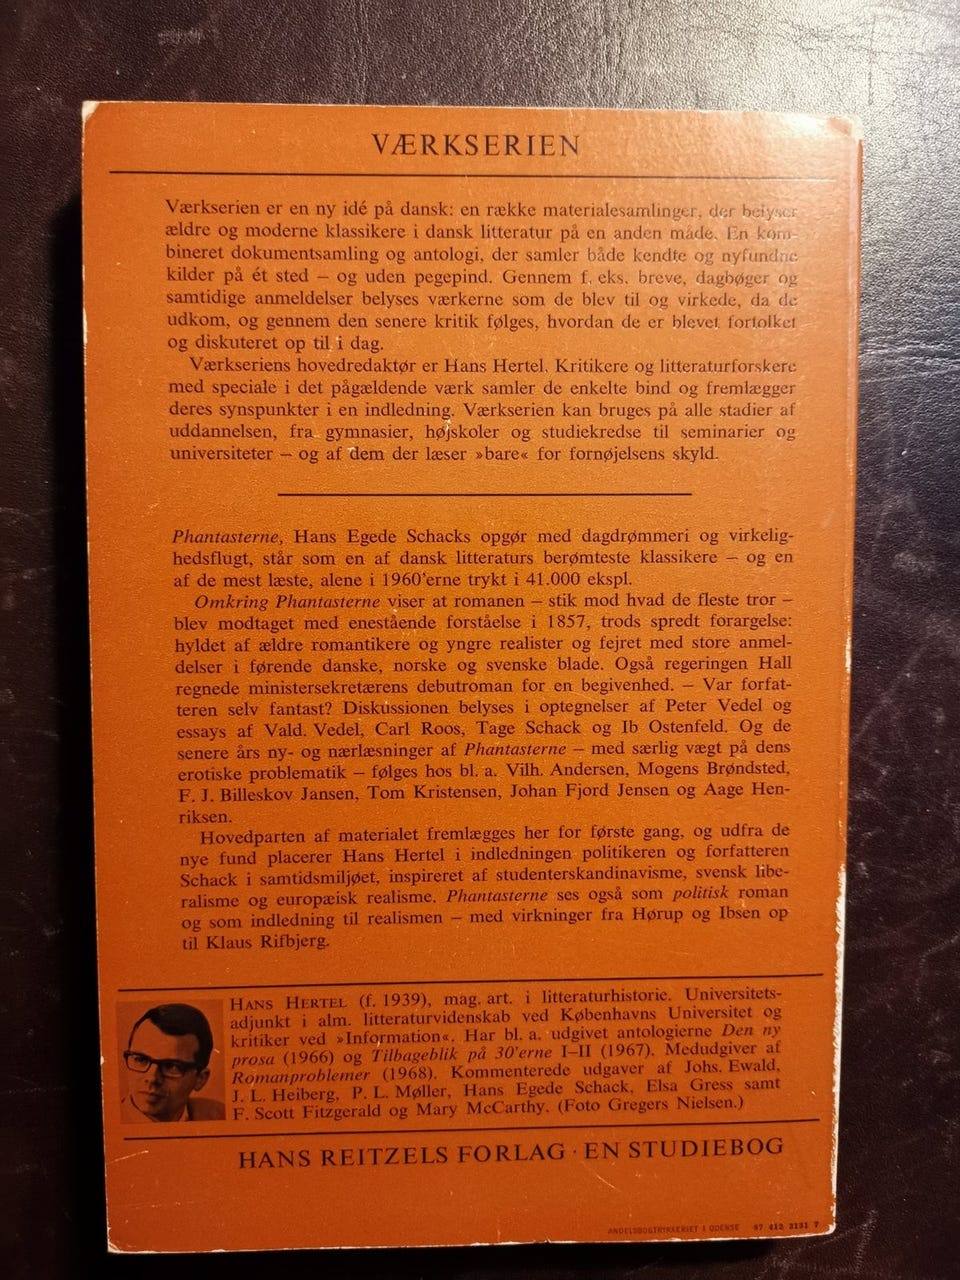 VÆRKSERIEN
Værkserien er en ny idé på dansk: en række materialesamlinger, der belyser
ældre og moderne klassikere i dansk litteratur på en anden måde. En kom-
bineret dokumentsamling og antologi, der samler både kendte og nyfundne
kilder på ét sted – og uden pegepind. Gennem f. eks. breve, dagbøger og
samtidige anmeldelser belyses værkerne som de blev til og virkede, da de
udkom, og gennem den senere kritik følges, hvordan de er blevet fortolket
og diskuteret op til i dag.
Værkseriens hovedredaktør er Hans Hertel. Kritikere og litteraturforskere
med speciale i det pågældende værk samler de enkelte bind og fremlægger
deres synspunkter i en indledning. Værkserien kan bruges på alle stadier af
uddannelsen, fra gymnasier, højskoler og studiekredse til seminarier og
universiteter – og af dem der læser »bare« for fornøjelsens skyld.
Phantasterne, Hans Egede Schacks opgør med dagdrømmeri og virkelig-
hedsflugt, står som en af dansk litteraturs berømteste klassikere – og en
af de mest læste, alene i 1960'erne trykt i 41.000 ekspl.
Omkring Phantasterne viser at romanen – stik mod hvad de fleste tror –
blev modtaget med enestående forståelse i 1857, trods spredt forargelse:
hyldet af ældre romantikere og yngre realister og fejret med store anmel-
delser i førende danske, norske og svenske blade. Også regeringen Hall
regnede ministersekretærens debutroman for en begivenhed. – Var forfat-
teren selv fantast? Diskussionen belyses i optegnelser af Peter Vedel og
essays af Vald. Vedel, Carl Roos, Tage Schack og Ib Ostenfeld. Og de
senere års ny- og nærlæsninger af Phantasterne – med særlig vægt på dens
erotiske problematik – følges hos bl. a. Vilh. Andersen, Mogens Brøndsted,
F. J. Billeskov Jansen, Tom Kristensen, Johan Fjord Jensen og Aage Hen-
riksen.
Hovedparten af materialet fremlægges her for første gang, og udfra de
nye fund placerer Hans Hertel i indledningen politikeren og forfatteren
Schack i samtidsmiljøet, inspireret af studenterskandinavisme, svensk libe-
ralisme og europæisk realisme. Phantasterne ses også som politisk roman
og som indledning til realismen – med virkninger fra Hørup og Ibsen op
til Klaus Rifbjerg.
HANS HERTEL (f. 1939), mag. art. i litteraturhistorie. Universitets-
adjunkt i alm. litteraturvidenskab ved Københavns Universitet og
kritiker ved »Information«. Har bl. a. udgivet antologierne Den ny
prosa (1966) og Tilbageblik på 30'erne I–II (1967). Medudgiver af
Romanproblemer (1968). Kommenterede udgaver af Johs. Ewald,
J. L. Heiberg, P. L. Møller, Hans Egede Schack, Elsa Gress samt
F. Scott Fitzgerald og Mary McCarthy. (Foto Gregers Nielsen.)
HANS REITZELS FORLAG · EN STUDIEBOG
ANDELSBOGTRYKKERIET I ODENSE 87 412 3131 7